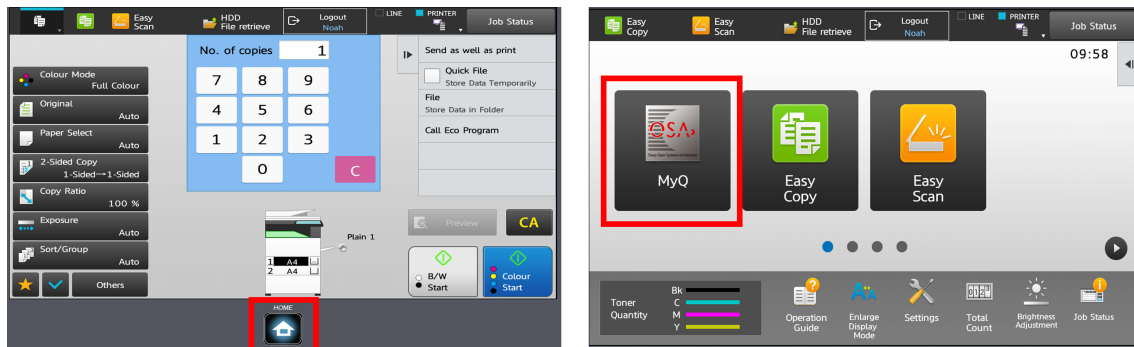 Easy
Scan
HDD
File retrieve
Logout
Noah
LINE
PRINTER
Job Status
Colour Mode
Full Colour
Original
Auto
Paper Select
Auto
2-Sided Copy
1-Sided→1-Sided
Copy Ratio
100 %
Exposure
Auto
Sort/Group
Auto
Others
No. of copies 1
7 8 9
4 5 6
1 2 3
0 C
Plain 1
1 A4
2 A4
Send as well as print
Quick File
Store Data Temporarily
File
Store Data in Folder
Call Eco Program
Preview
CA
B/W
Start
Colour
Start
HOME
Easy
Copy
Easy
Scan
HDD
File retrieve
Logout
Noah
LINE
PRINTER
Job Status
09:58
OSA
MyQ
Easy
Copy
Easy
Scan
Toner
Quantity
Bk
C
M
Y
Operation
Guide
Enlarge
Display
Mode
Settings
Total
Count
Brightness
Adjustment
Job Status